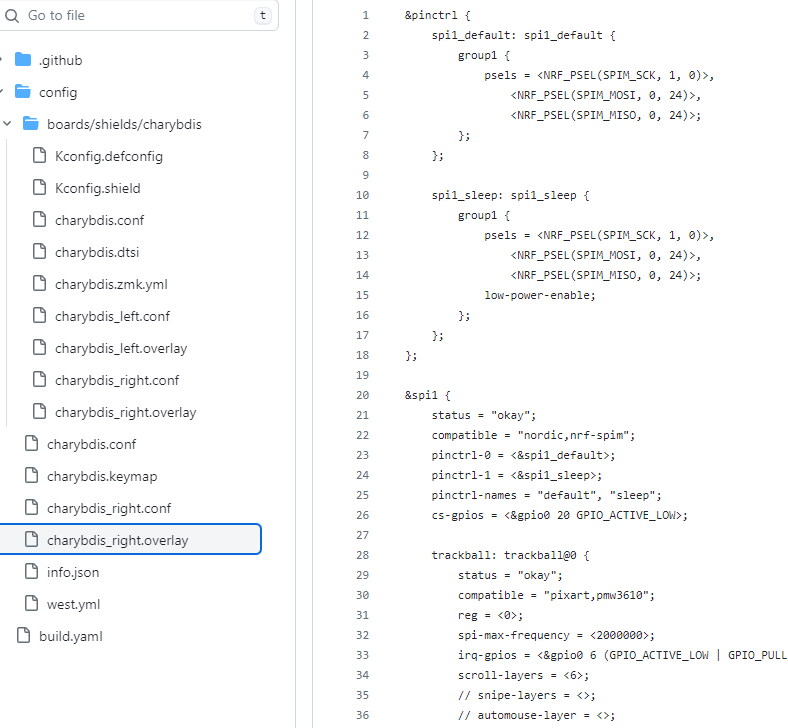 Go to file
t
.github
config
boards/shields/charybdis
Kconfig.defconfig
Kconfig.shield
charybdis.conf
charybdis.dtsi
charybdis.zmk.yml
charybdis_left.conf
charybdis_left.overlay
charybdis_right.conf
charybdis_right.overlay
charybdis.conf
charybdis.keymap
charybdis_right.conf
charybdis_right.overlay
info.json
west.yml
build.yaml
1 &pinctrl {
2 spi1_default: spi1_default {
3 group1 {
4 psels = <NRF_PSEL(SPIM_SCK, 1, 0)>,
5 <NRF_PSEL(SPIM_MOSI, 0, 24)>,
6 <NRF_PSEL(SPIM_MISO, 0, 24)>;
7 };
8 };
9
10 spi1_sleep: spi1_sleep {
11 group1 {
12 psels = <NRF_PSEL(SPIM_SCK, 1, 0)>,
13 <NRF_PSEL(SPIM_MOSI, 0, 24)>,
14 <NRF_PSEL(SPIM_MISO, 0, 24)>;
15 low-power-enable;
16 };
17 };
18 };
19
20 &spi1 {
21 status = "okay";
22 compatible = "nordic,nrf-spim";
23 pinctrl-0 = <&spi1_default>;
24 pinctrl-1 = <&spi1_sleep>;
25 pinctrl-names = "default", "sleep";
26 cs-gpios = <&gpio0 20 GPIO_ACTIVE_LOW>;
27
28 trackball: trackball@0 {
29 status = "okay";
30 compatible = "pixart,pmw3610";
31 reg = <0>;
32 spi-max-frequency = <2000000>;
33 irq-gpios = <&gpio0 6 (GPIO_ACTIVE_LOW | GPIO_PULL
34 scroll-layers = <6>;
35 // snipe-layers = <>;
36 // automouse-layer = <>;